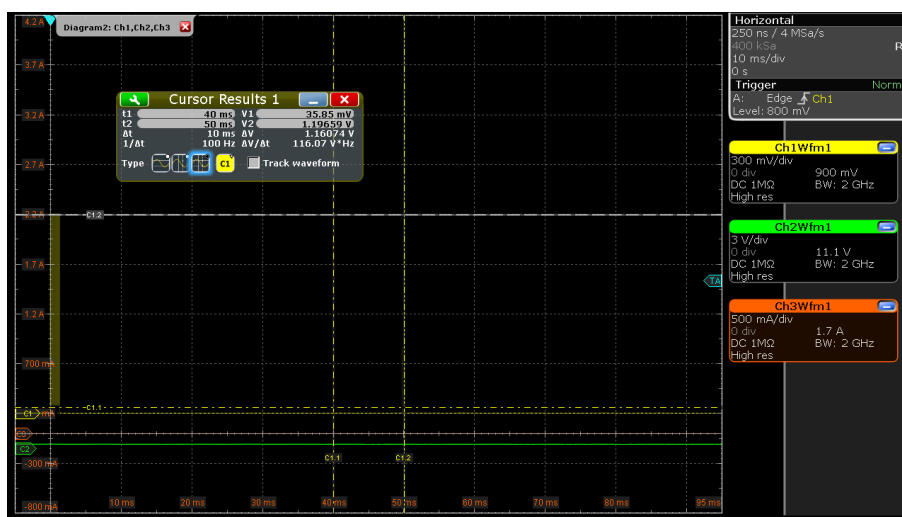 Diagram2: Ch1,Ch2,Ch3
4.2 A
3.7 A
3.2 A
2.7 A
2.2 A
1.7 A
1.2 A
700 mA
-300 mA
-800 mA
Cursor Results 1
t1 40 ms V1 35.85 mV
t2 50 ms V2 1.19659 V
Δt 10 ms ΔV 1.16074 V
1/Δt 100 Hz ΔV/Δt 116.07 V*Hz
Type C1 Track waveform
C1.2
C1.1
C1
C2
TA
C1.1 C1.2
10 ms 20 ms 30 ms 40 ms 50 ms 60 ms 70 ms 80 ms 95 ms
Horizontal
250 ns / 4 MSa/s
400 kSa R
10 ms/div
0 s
Trigger Norm
A: Edge Ch1
Level: 800 mV
Ch1Wfm1
300 mV/div
0 div 900 mV
DC 1MΩ BW: 2 GHz
High res
Ch2Wfm1
3 V/div
0 div 11.1 V
DC 1MΩ BW: 2 GHz
High res
Ch3Wfm1
500 mA/div
0 div 1.7 A
DC 1MΩ BW: 2 GHz
High res